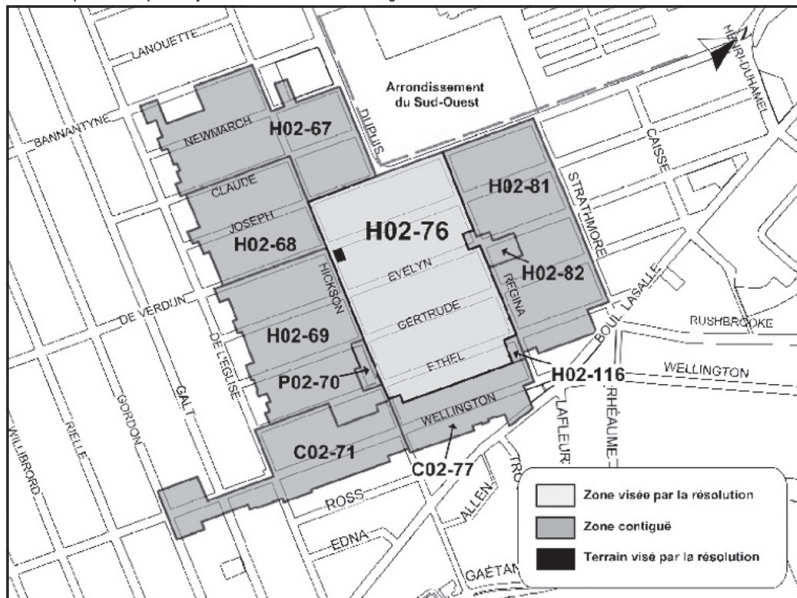 LANOUETTE
HENRI-DUHAMEL
N
Arrondissement
du Sud-Ouest
BANNANTYNE
DUPUIS
NEWMARCH
H02-67
CAISSE
STRATHMORE
H02-81
CLAUDE
JOSEPH
H02-68
H02-76
H02-82
HICKSON
EVELYN
REGINA
BOUL LASALLE
DE VERDUN
H02-69
GERTRUDE
RUSHBROOKE
DE L'ÉGLISE
ETHEL
WELLINGTON
P02-70
H02-116
GALT
GORDON
RIELLE
WILLIBRORD
WELLINGTON
C02-71
C02-77
LAFLEUR
RHÉAUME
ROSS
ALLEN
EDNA
GAÉTAN
Zone visée par la résolution
Zone contiguë
Terrain visé par la résolution